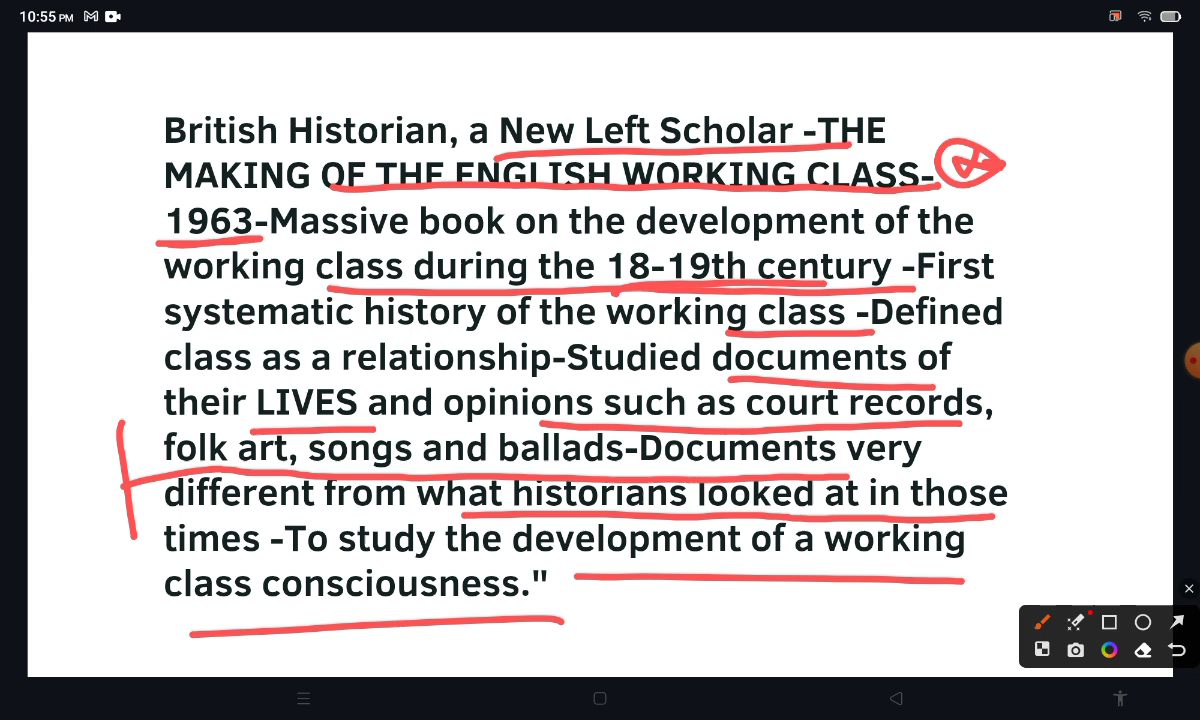 10:55 PM
British Historian, a New Left Scholar -THE
MAKING OF THE ENGLISH WORKING CLASS-
1963-Massive book on the development of the
working class during the 18-19th century -First
systematic history of the working class -Defined
class as a relationship-Studied documents of
their LIVES and opinions such as court records,
folk art, songs and ballads-Documents very
different from what historians looked at in those
times -To study the development of a working
class consciousness."